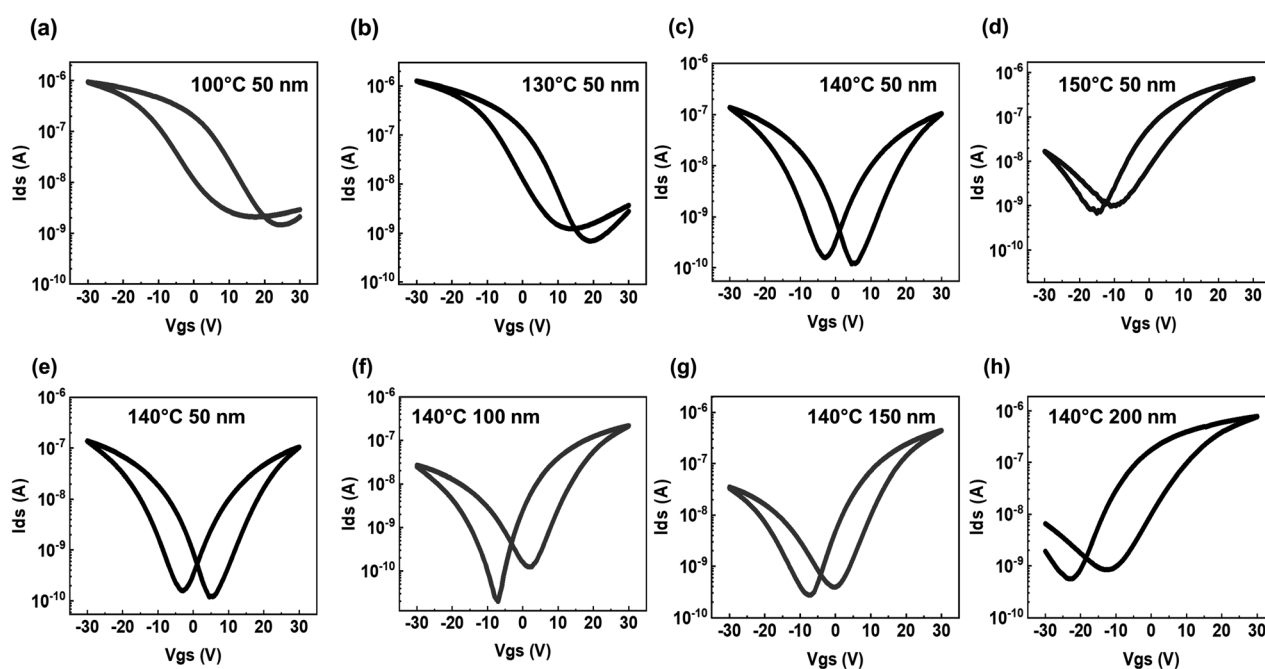 (a)
100°C 50 nm
10⁻⁶
10⁻⁷
10⁻⁸
10⁻⁹
10⁻¹⁰
Ids (A)
-30 -20 -10 0 10 20 30
Vgs (V)
(b)
130°C 50 nm
10⁻⁶
10⁻⁷
10⁻⁸
10⁻⁹
10⁻¹⁰
Ids (A)
-30 -20 -10 0 10 20 30
Vgs (V)
(c)
140°C 50 nm
10⁻⁶
10⁻⁷
10⁻⁸
10⁻⁹
10⁻¹⁰
Ids (A)
-30 -20 -10 0 10 20 30
Vgs (V)
(d)
150°C 50 nm
10⁻⁶
10⁻⁷
10⁻⁸
10⁻⁹
10⁻¹⁰
Ids (A)
-30 -20 -10 0 10 20 30
Vgs (V)
(e)
140°C 50 nm
10⁻⁶
10⁻⁷
10⁻⁸
10⁻⁹
10⁻¹⁰
Ids (A)
-30 -20 -10 0 10 20 30
Vgs (V)
(f)
140°C 100 nm
10⁻⁶
10⁻⁷
10⁻⁸
10⁻⁹
10⁻¹⁰
Ids (A)
-30 -20 -10 0 10 20 30
Vgs (V)
(g)
140°C 150 nm
10⁻⁶
10⁻⁷
10⁻⁸
10⁻⁹
10⁻¹⁰
Ids (A)
-30 -20 -10 0 10 20 30
Vgs (V)
(h)
140°C 200 nm
10⁻⁶
10⁻⁷
10⁻⁸
10⁻⁹
10⁻¹⁰
Ids (A)
-30 -20 -10 0 10 20 30
Vgs (V)